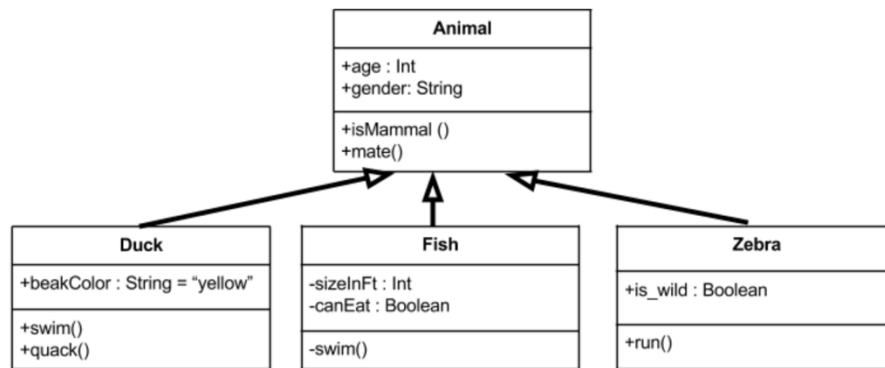 Animal
+age : Int
+gender: String
+isMammal ()
+mate()
Duck
+beakColor : String = “yellow”
+swim()
+quack()
Fish
-sizeInFt : Int
-canEat : Boolean
-swim()
Zebra
+is_wild : Boolean
+run()